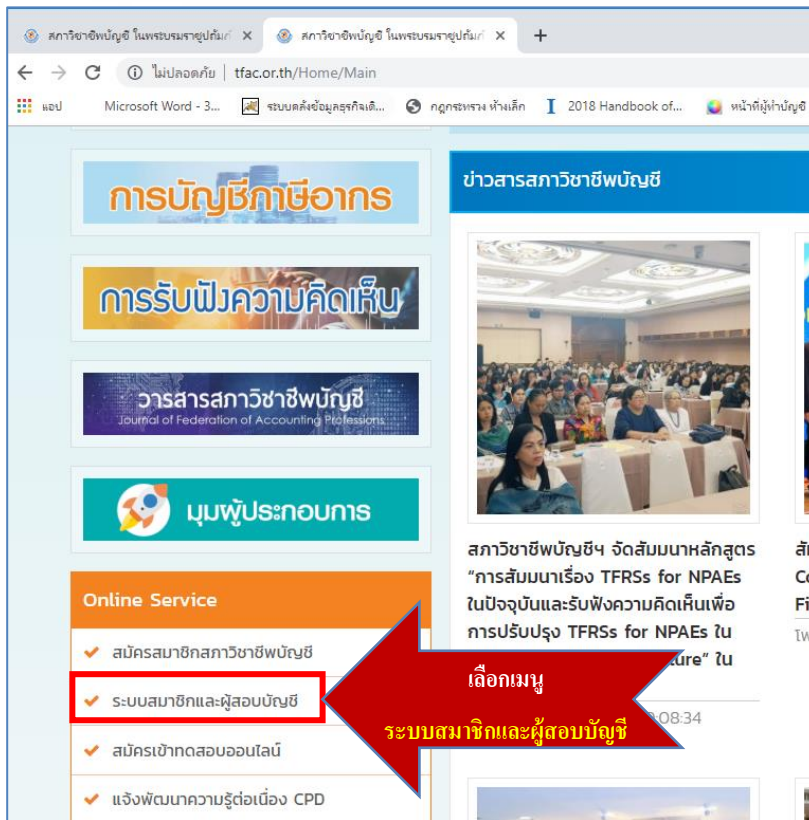 สภาวิชาชีพบัญชี ในพระบรมราชูปถัมภ์
สภาวิชาชีพบัญชี ในพระบรมราชูปถัมภ์
ไม่ปลอดภัย | tfac.or.th/Home/Main
แอป
Microsoft Word - 3...
ระบบคลังข้อมูลธุรกิจเดิ...
กฎกระทรวง ห้างเล็ก
2018 Handbook of...
หน้าที่ผู้ทำบัญชี
การบัญชีภาษีอากร
การรับฟังความคิดเห็น
วารสารสภาวิชาชีพบัญชี
Journal of Federation of Accounting Professions
มุมผู้ประกอบการ
Online Service
สมัครสมาชิกสภาวิชาชีพบัญชี
ระบบสมาชิกและผู้สอบบัญชี
สมัครเข้าทดสอบออนไลน์
แจ้งพัฒนาความรู้ต่อเนื่อง CPD
เลือกเมนู
ระบบสมาชิกและผู้สอบบัญชี
ข่าวสารสภาวิชาชีพบัญชี
สภาวิชาชีพบัญชีฯ จัดสัมมนาหลักสูตร
“การสัมมนาเรื่อง TFRSs for NPAEs
ในปัจจุบันและรับฟังความคิดเห็นเพื่อ
การปรับปรุง TFRSs for NPAEs ใน
ture” ใน
:08:34